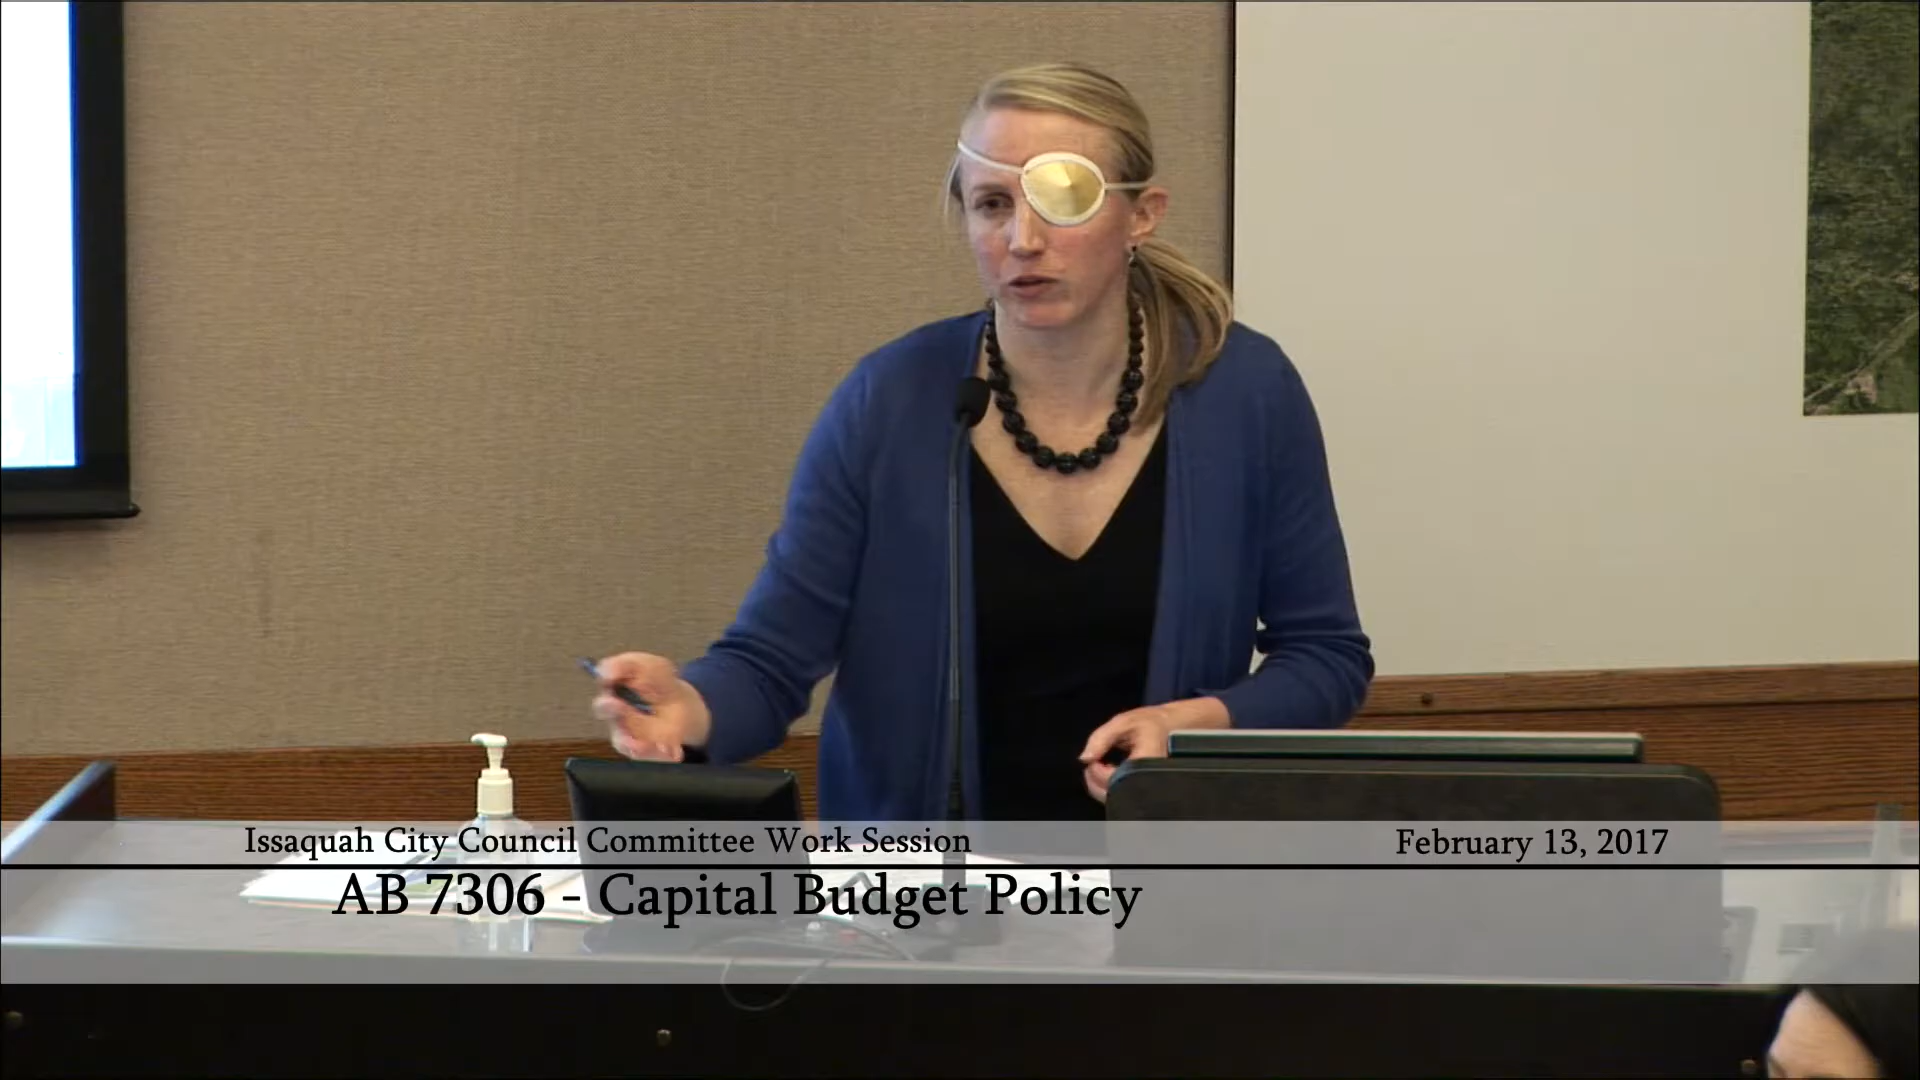 Issaquah City Council Committee Work Session
February 13, 2017
AB 7306 - Capital Budget Policy